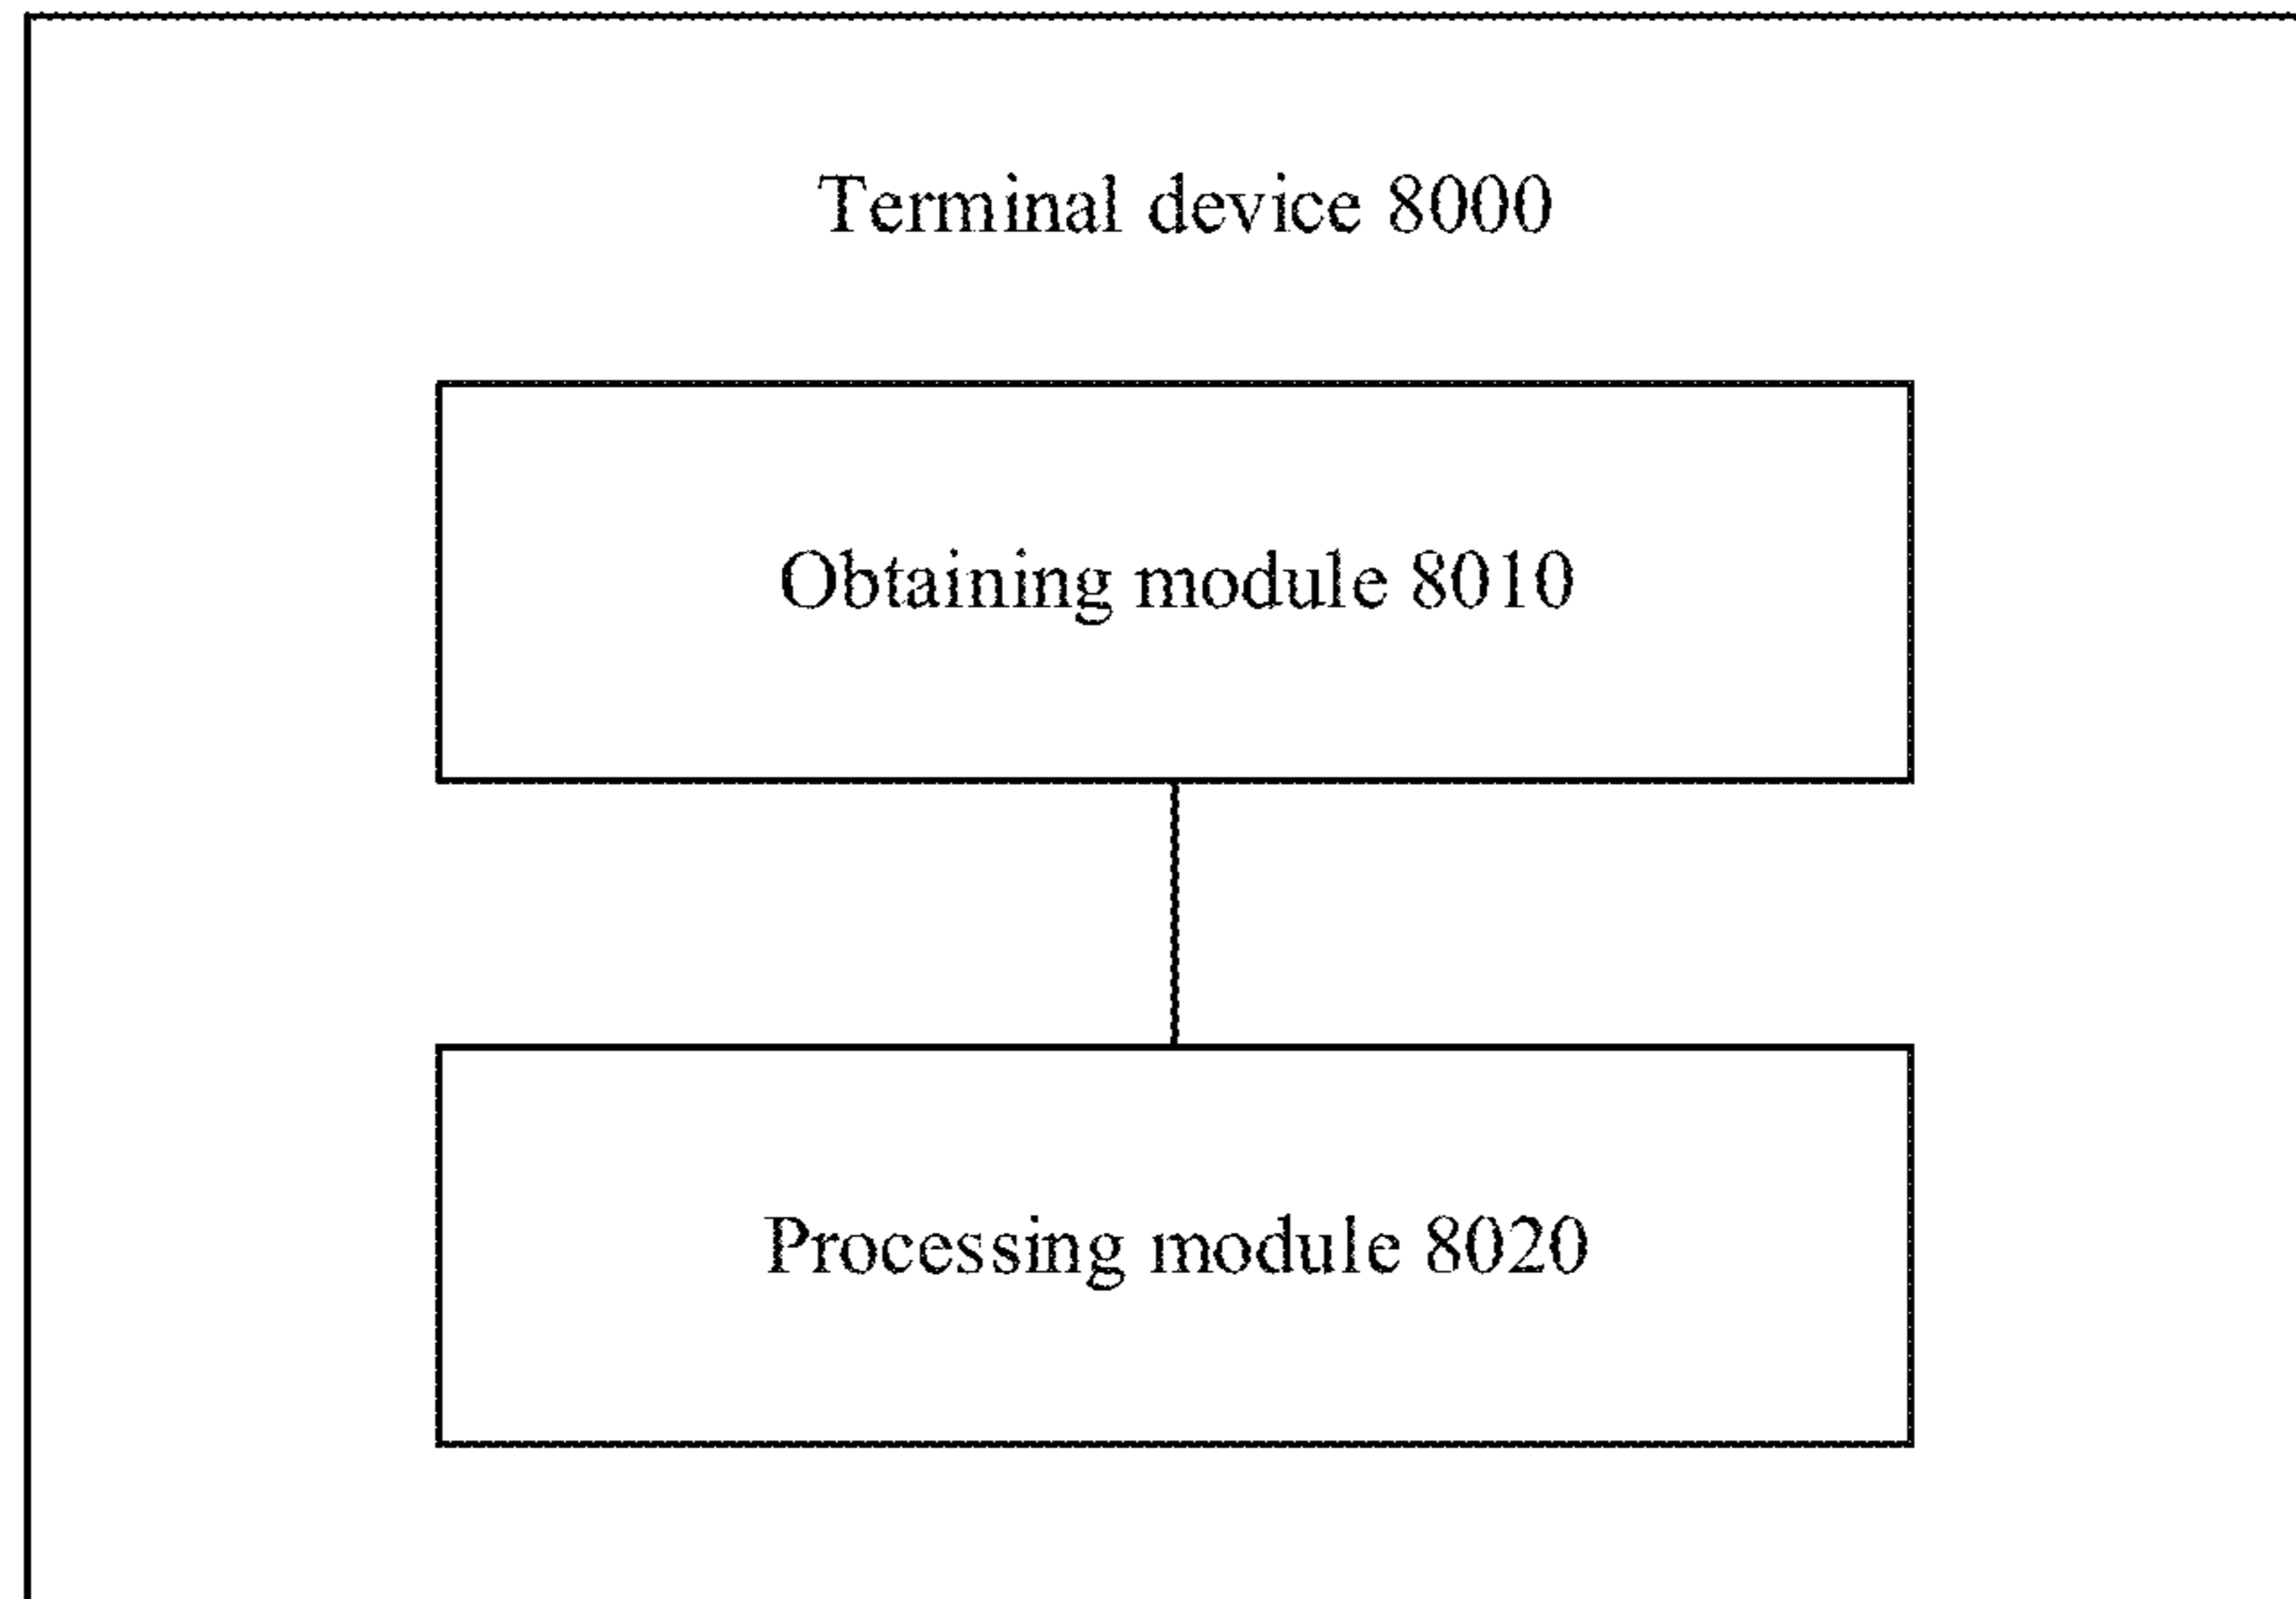 Terminal device 8000
Obtaining module 8010
Processing module 8020